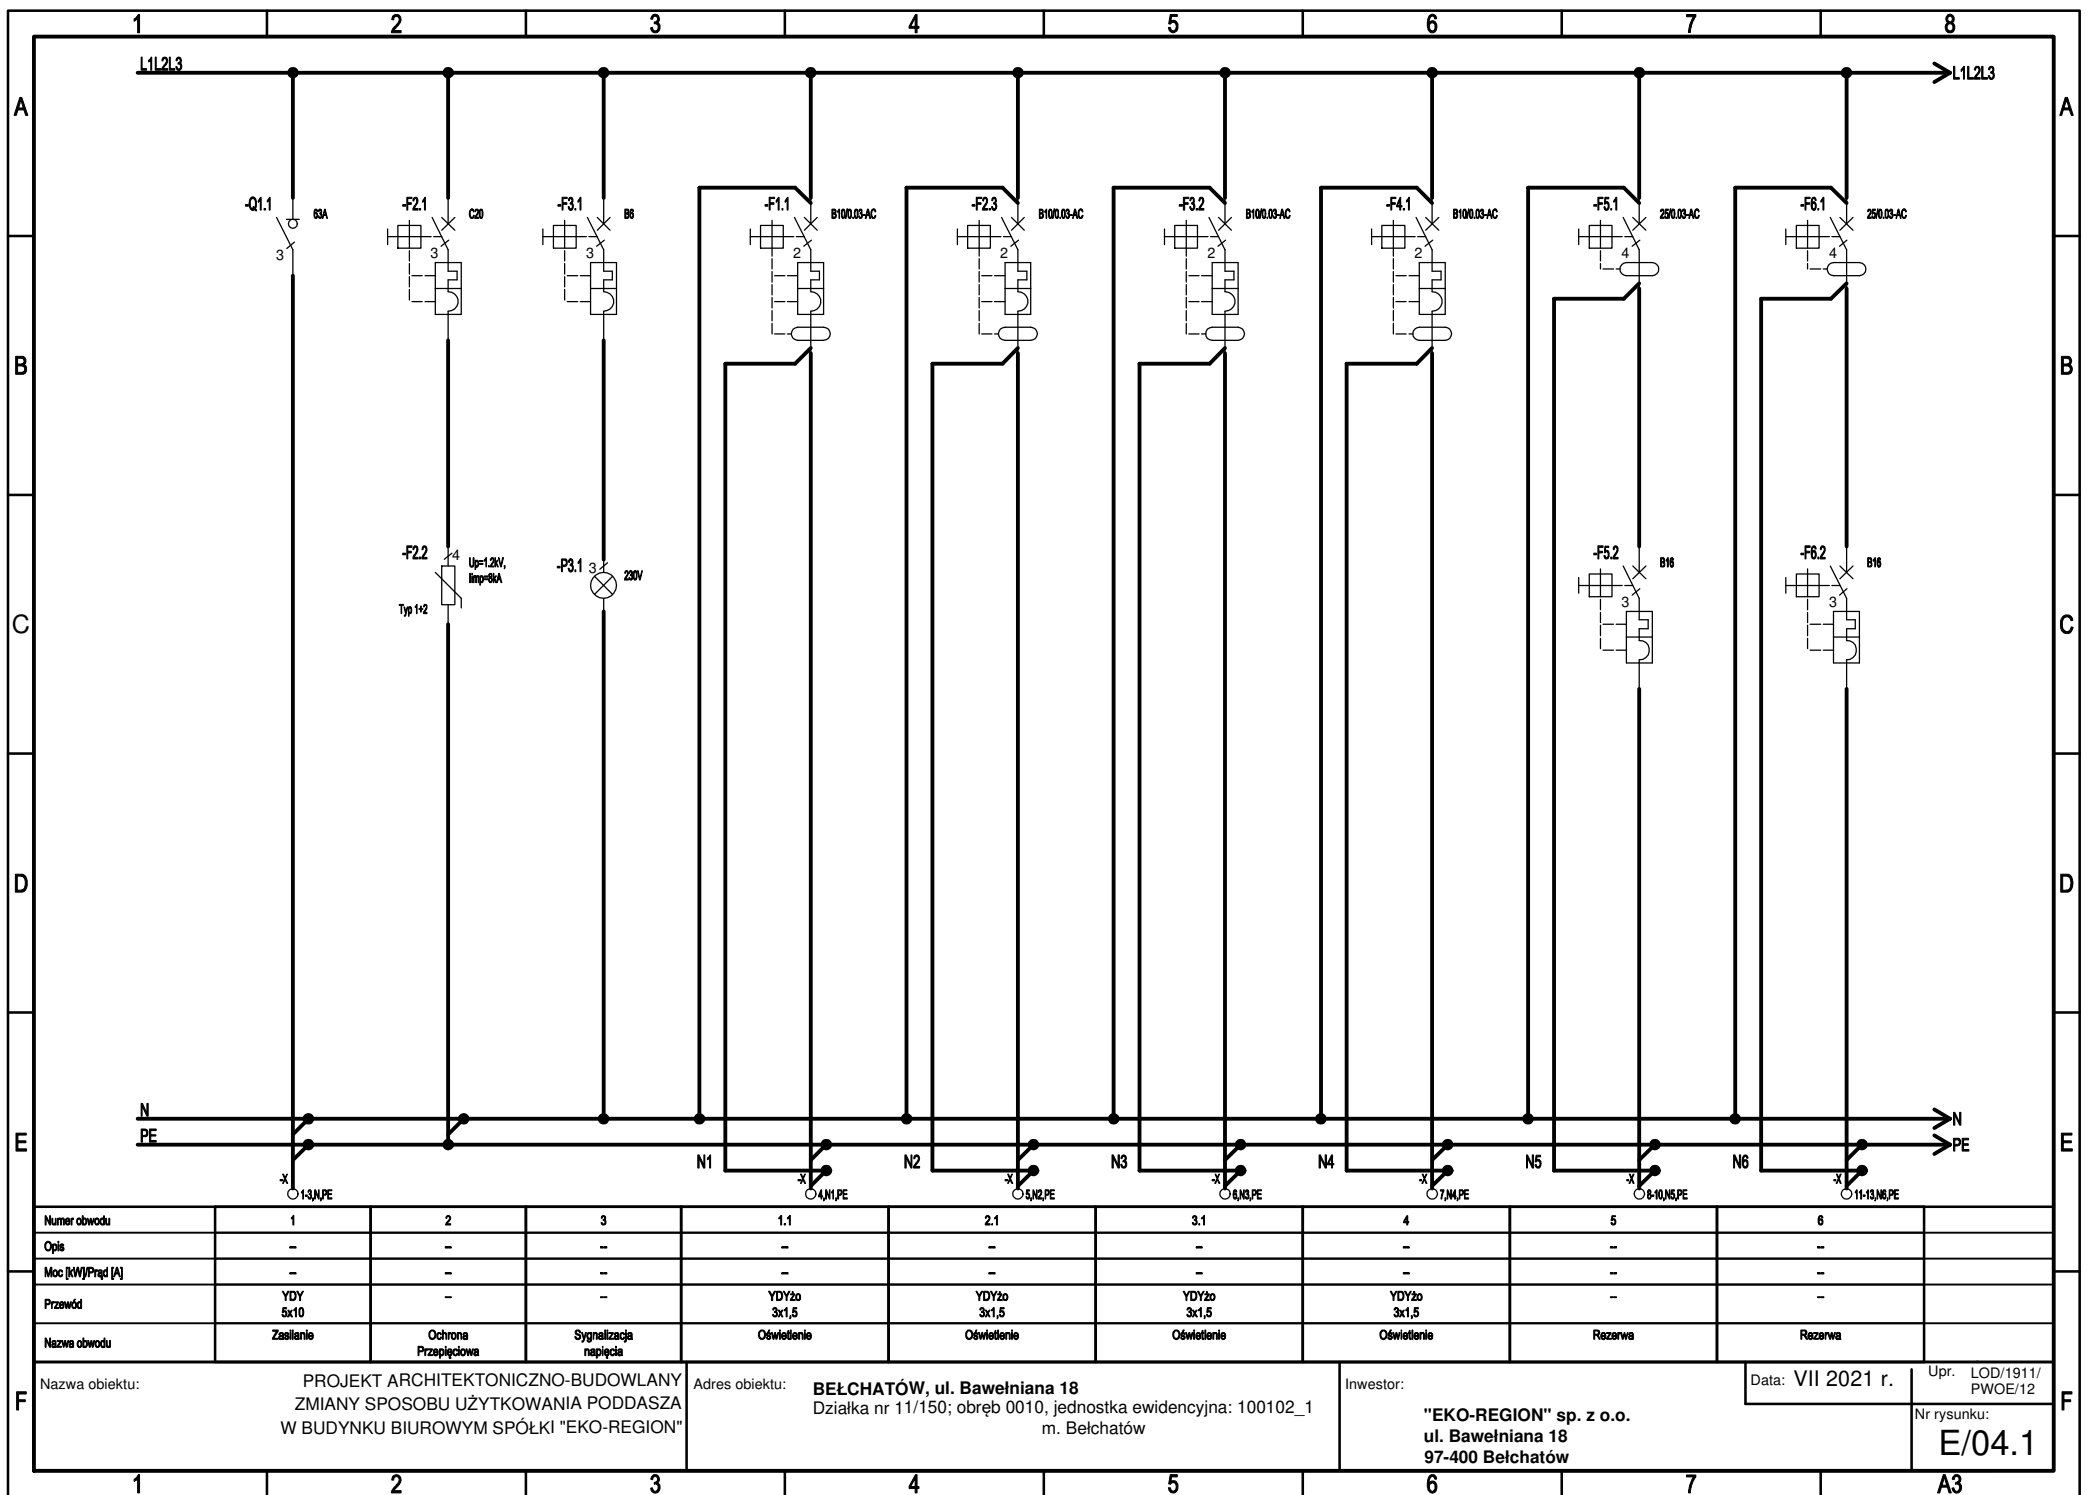 1 2 3 4 5 6 7 8
L1L2L3 L1L2L3
A A
-Q1.1 63A -F2.1 C20 -F3.1 B6 -F1.1 B10/0.03-AC -F2.3 B10/0.03-AC -F3.2 B10/0.03-AC -F4.1 B10/0.03-AC -F5.1 25/0.03-AC -F6.1 25/0.03-AC
3 3 3 2 2 2 2 4 4
B B
-F2.2 4 Up=1.2kV, -P3.1 3 230V -F5.2 B16 -F6.2 B16
Iimp=8kA
Typ 1+2 3 3
C C
D D
N N
E PE PE E
N1 N2 N3 N4 N5 N6
-X -X -X -X -X -X -X
1-3,N,PE 4,N1,PE 5,N2,PE 6,N3,PE 7,N4,PE 8-10,N5,PE 11-13,N6,PE
Numer obwodu 1 2 3 1.1 2.1 3.1 4 5 6
Opis – – – – – – – – –
Moc [kW]/Prąd [A] – – – – – – – – –
Przewód YDY – – YDYżo YDYżo YDYżo YDYżo – –
5x10 3x1,5 3x1,5 3x1,5 3x1,5
Nazwa obwodu Zasilanie Ochrona Sygnalizacja Oświetlenie Oświetlenie Oświetlenie Oświetlenie Rezerwa Rezerwa
Przepięciowa napięcia
F F
Nazwa obiektu: PROJEKT ARCHITEKTONICZNO-BUDOWLANY
ZMIANY SPOSOBU UŻYTKOWANIA PODDASZA
W BUDYNKU BIUROWYM SPÓŁKI "EKO-REGION"
Adres obiektu: BEŁCHATÓW, ul. Bawełniana 18
Działka nr 11/150; obręb 0010, jednostka ewidencyjna: 100102_1
m. Bełchatów
Inwestor:
"EKO-REGION" sp. z o.o.
ul. Bawełniana 18
97-400 Bełchatów
Data: VII 2021 r.
Upr. LOD/1911/
PWOE/12
Nr rysunku:
E/04.1
1 2 3 4 5 6 7 A3